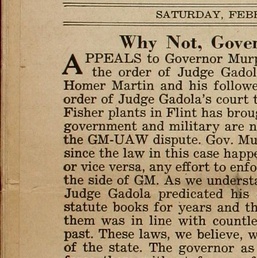 SATURDAY, FEB
Why Not, Gover
APPEALS to Governor Murp
the order of Judge Gadol
Homer Martin and his followe
order of Judge Gadola's court t
Fisher plants in Flint has broug
government and military are n
the GM-UAW dispute. Gov. Mu
since the law in this case happe
or vice versa, any effort to enfo
the side of GM. As we understa
Judge Gadola predicated his
statute books for years and th
them was in line with countle
past. These laws, we believe, w
of the state. The governor as